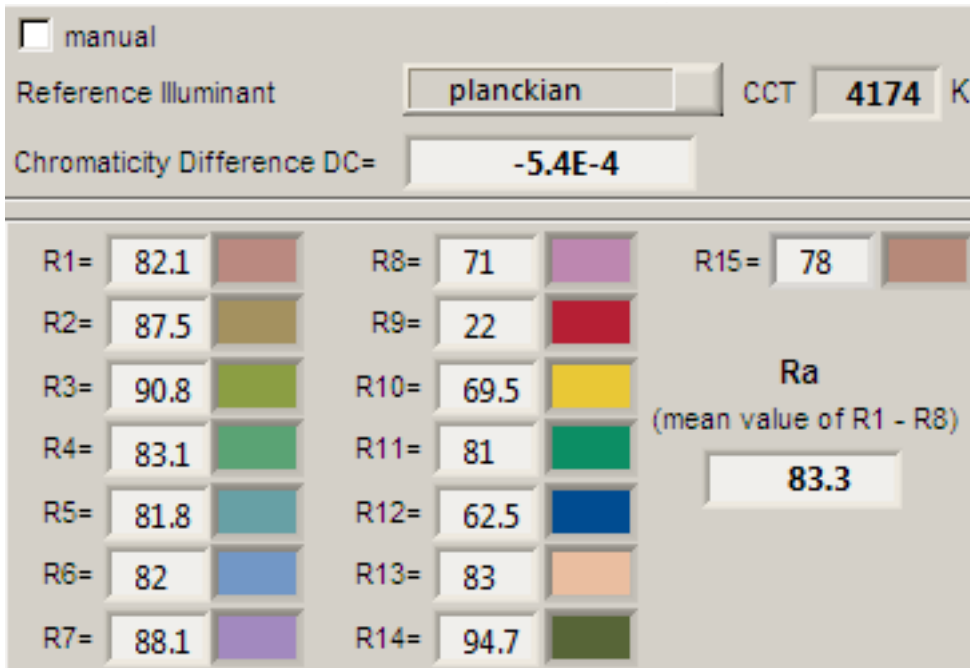 manual
Reference Illuminant planckian CCT 4174 K
Chromaticity Difference DC= -5.4E-4
R1= 82.1 R8= 71 R15= 78
R2= 87.5 R9= 22
R3= 90.8 R10= 69.5 Ra
(mean value of R1 - R8)
R4= 83.1 R11= 81
83.3
R5= 81.8 R12= 62.5
R6= 82 R13= 83
R7= 88.1 R14= 94.7